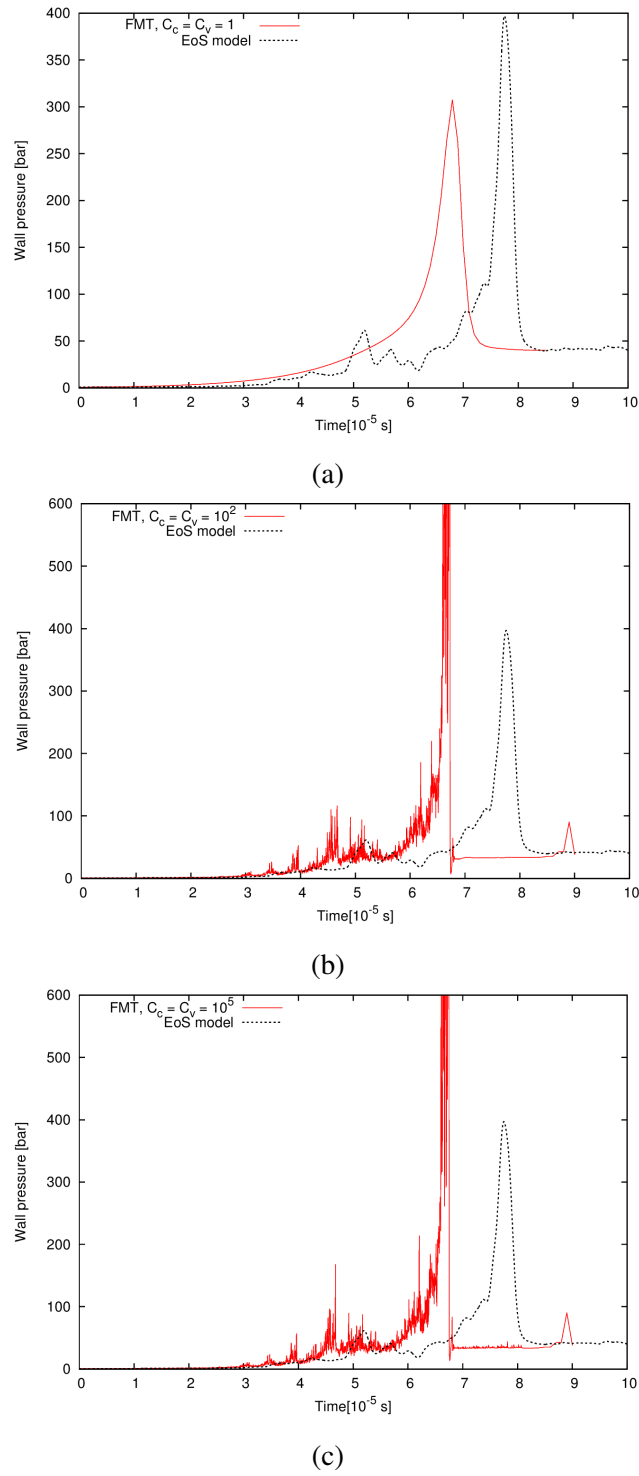 FMT, C_c = C_v = 1
EoS model
400
350
300
250
200
150
100
50
0
Wall pressure [bar]
0 1 2 3 4 5 6 7 8 9 10
Time[10^-5 s]
(a)
FMT, C_c = C_v = 10^2
EoS model
600
500
400
300
200
100
0
Wall pressure [bar]
0 1 2 3 4 5 6 7 8 9 10
Time[10^-5 s]
(b)
FMT, C_c = C_v = 10^5
EoS model
600
500
400
300
200
100
0
Wall pressure [bar]
0 1 2 3 4 5 6 7 8 9 10
Time[10^-5 s]
(c)